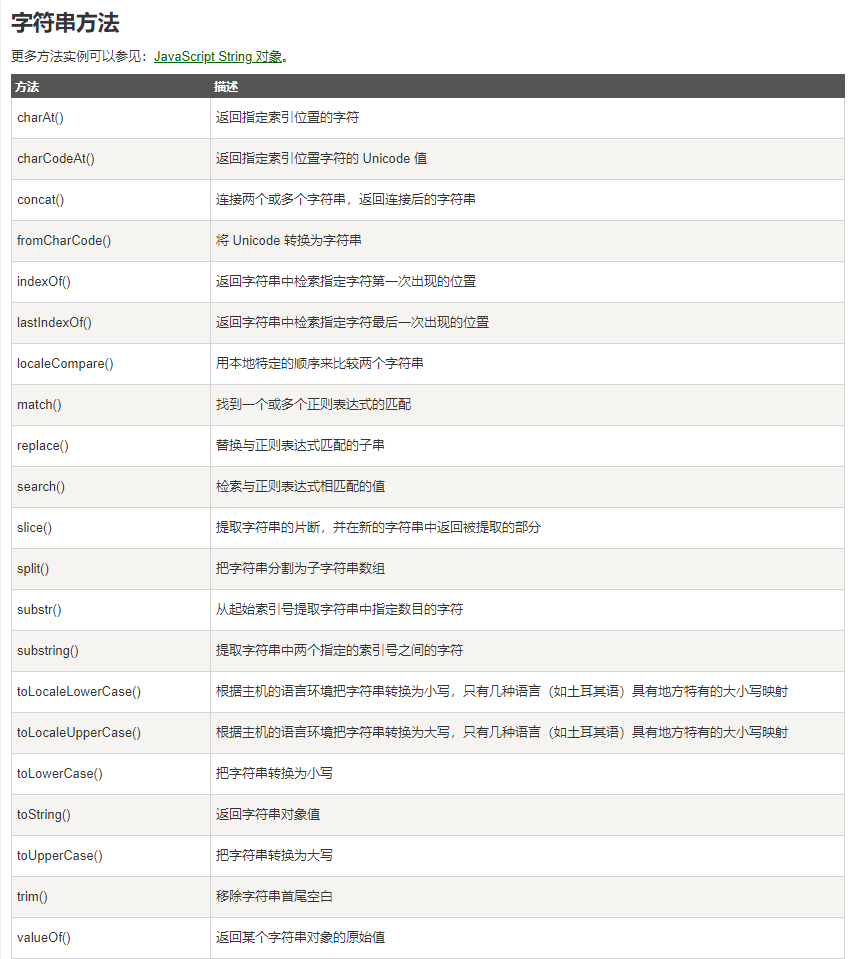 字符串方法
更多方法实例可以参见：JavaScript String 对象。
方法 描述
charAt() 返回指定索引位置的字符
charCodeAt() 返回指定索引位置字符的 Unicode 值
concat() 连接两个或多个字符串，返回连接后的字符串
fromCharCode() 将 Unicode 转换为字符串
indexOf() 返回字符串中检索指定字符第一次出现的位置
lastIndexOf() 返回字符串中检索指定字符最后一次出现的位置
localeCompare() 用本地特定的顺序来比较两个字符串
match() 找到一个或多个正则表达式的匹配
replace() 替换与正则表达式匹配的子串
search() 检索与正则表达式相匹配的值
slice() 提取字符串的片断，并在新的字符串中返回被提取的部分
split() 把字符串分割为子字符串数组
substr() 从起始索引号提取字符串中指定数目的字符
substring() 提取字符串中两个指定的索引号之间的字符
toLocaleLowerCase() 根据主机的语言环境把字符串转换为小写，只有几种语言（如土耳其语）具有地方特有的大小写映射
toLocaleUpperCase() 根据主机的语言环境把字符串转换为大写，只有几种语言（如土耳其语）具有地方特有的大小写映射
toLowerCase() 把字符串转换为小写
toString() 返回字符串对象值
toUpperCase() 把字符串转换为大写
trim() 移除字符串首尾空白
valueOf() 返回某个字符串对象的原始值